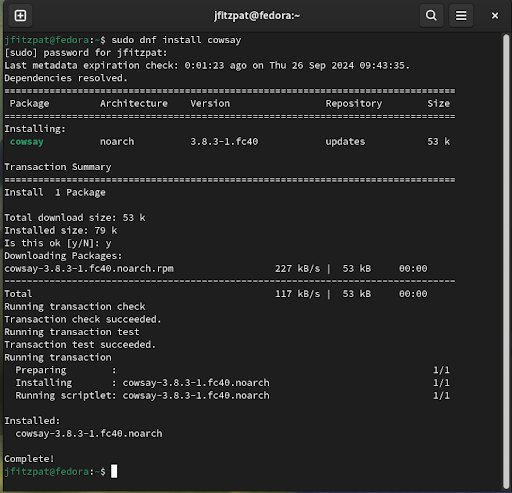 jfitzpat@fedora:~
jfitzpat@fedora:~$ sudo dnf install cowsay
[sudo] password for jfitzpat:
Last metadata expiration check: 0:01:23 ago on Thu 26 Sep 2024 09:43:35.
Dependencies resolved.
================================================================================
Package Architecture Version Repository Size
================================================================================
Installing:
cowsay noarch 3.8.3-1.fc40 updates 53 k
Transaction Summary
================================================================================
Install 1 Package
Total download size: 53 k
Installed size: 79 k
Is this ok [y/N]: y
Downloading Packages:
cowsay-3.8.3-1.fc40.noarch.rpm 227 kB/s | 53 kB 00:00
--------------------------------------------------------------------------------
Total 117 kB/s | 53 kB 00:00
Running transaction check
Transaction check succeeded.
Running transaction test
Transaction test succeeded.
Running transaction
Preparing : 1/1
Installing : cowsay-3.8.3-1.fc40.noarch 1/1
Running scriptlet: cowsay-3.8.3-1.fc40.noarch 1/1
Installed:
cowsay-3.8.3-1.fc40.noarch
Complete!
jfitzpat@fedora:~$